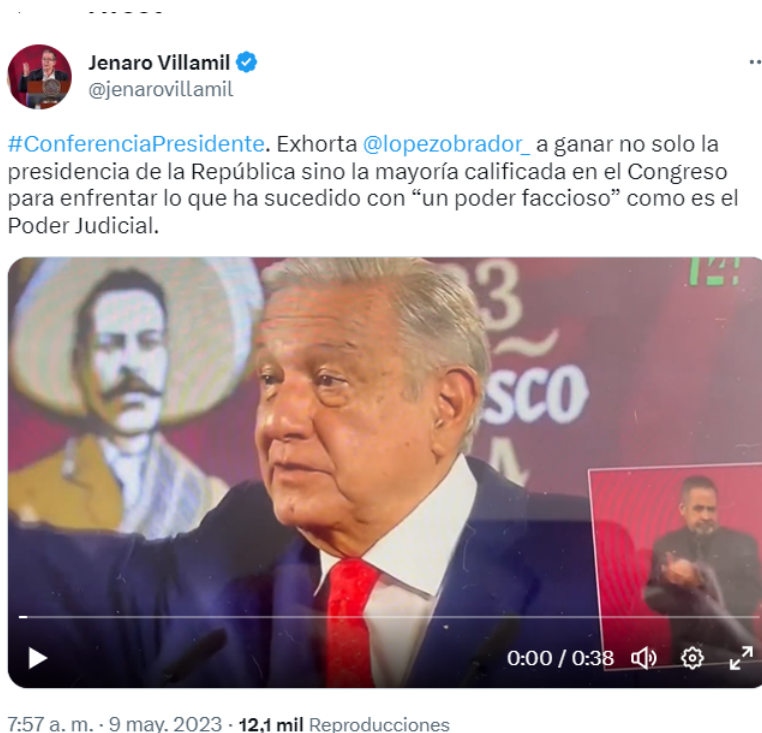 Jenaro Villamil
@jenarovillamil
#ConferenciaPresidente. Exhorta @lopezobrador_ a ganar no solo la
presidencia de la República sino la mayoría calificada en el Congreso
para enfrentar lo que ha sucedido con “un poder faccioso” como es el
Poder Judicial.
3
SCO
A
0:00 / 0:38
7:57 a. m. · 9 may. 2023 · 12,1 mil Reproducciones